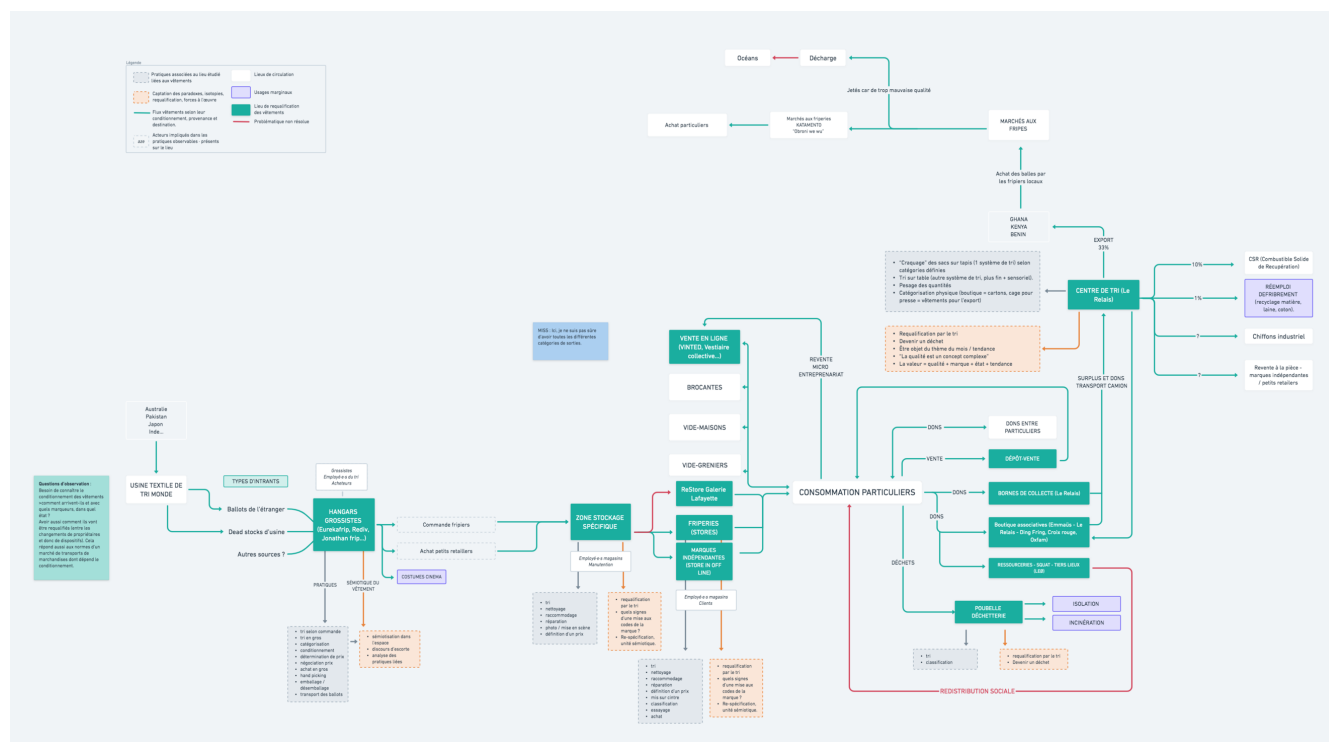 Légende
Pratiques associées au lieu étudié
liées aux vêtements
Captation des paradoxes, isotopies,
requalification; forces à l'œuvre
Flux vêtements selon leur
conditionnement, provenance et
destination.
ADP
Acteurs impliqués dans les
pratiques observables - présents
sur le lieu
Lieux de circulation
Usages marginaux
Lieu de requalification
des vêtements
Problématique non résolue
Océans
Décharge
Jetés car de trop mauvaise qualité
Achat particuliers
Marchés aux friperies
KATAMENTO
"Obroni we wu"
MARCHÉS AUX
FRIPES
Achat des balles par
les fripiers locaux
GHANA
KENYA
BENIN
EXPORT
33%
"Craquage" des sacs sur tapis (1 système de tri) selon
catégories définies
Tri sur table (autre système de tri, plus fin + sensoriel).
Pesage des quantités
Catégorisation physique (boutique = cartons, cage pour
presse = vêtements pour l'export)
CENTRE DE TRI (Le
Relais)
10%
CSR (Combustible Solide
de Recupération)
1%
RÉEMPLOI
DEFRIBREMENT
(recyclage matière,
laine, coton).
?
Chiffons industriel
?
Revente à la pièce -
marques indépendantes
/ petits retailers
Requalification par le tri
Devenir un déchet
Être objet du thème du mois / tendance
"La qualité est un concept complexe"
La valeur = qualité + marque + état + tendance
SURPLUS ET DONS
TRANSPORT CAMION
MISE : Ici, je ne suis pas sûre
d'avoir toutes les différentes
catégories de sorties.
VENTE EN LIGNE
(VINTED, Vestiaire
collective...)
REVENTE
MICRO
ENTREPRENARIAT
BROCANTES
VIDE-MAISONS
VIDE-GRENIERS
Australie
Pakistan
Japon
Inde...
Questions d'observation :
Besoin de connaître le
conditionnement des vêtements
=comment arrivent-ils et avec
quels marqueurs, dans quel
état ?
Avoir aussi comment ils vont
être requalifiés (entre les
changements de propriétaires
et donc de dispositifs). Cela
répond aussi aux normes d'un
marché de transports de
marchandises dont dépend le
conditionnement.
USINE TEXTILE DE
TRI MONDE
TYPES D'INTRANTS
Ballots de l'étranger
Dead stocks d'usine
Autres sources ?
Grossistes
Employé·e·s du tri
Acheteurs
HANGARS
GROSSISTES
(Eurekafrip, Rediv,
Jonathan frip...)
Commande fripiers
Achat petits retailers
COSTUMES CINEMA
PRATIQUES
SÉMIOTIQUE DU
VÊTEMENT
tri selon commande
tri en gros
catégorisation
conditionnement
détermination de prix
négociation prix
achat en gros
hand picking
emballage /
désemballage
transport des ballots
sémiotisation dans
l'espace
discours d'escorte
analyse des
pratiques liées
ZONE STOCKAGE
SPÉCIFIQUE
Employé·e·s magasins
Manutention
tri
nettoyage
raccommodage
réparation
photo / mise en scène
définition d'un prix
requalification
par le tri
quels signes
d'une mise aux
codes de la
marque ?
Re-spécification,
unité sémiotique.
ReStore Galerie
Lafayette
FRIPERIES
(STORES)
MARQUES
INDÉPENDANTES
(STORE IN OFF
LINE)
Employé·e·s magasins
Clients
tri
nettoyage
raccommodage
réparation
définition d'un prix
mis sur cintre
classification
essayage
achat
requalification
par le tri
quels signes
d'une mise aux
codes de la
marque ?
Re-spécification,
unité sémiotique.
CONSOMMATION PARTICULIERS
DONS
DONS ENTRE
PARTICULIERS
VENTE
DÉPÔT-VENTE
DONS
BORNES DE COLLECTE (Le Relais)
DONS
Boutique associatives (Emmaüs - Le
Relais - Ding Fring, Croix rouge,
Oxfam)
RESSOURCERIES - SQUAT - TIERS LIEUX
DÉCHETS
POUBELLE
DÉCHETTERIE
ISOLATION
INCINÉRATION
tri
classification
requalification par le tri
Devenir un déchet
REDISTRIBUTION SOCIALE